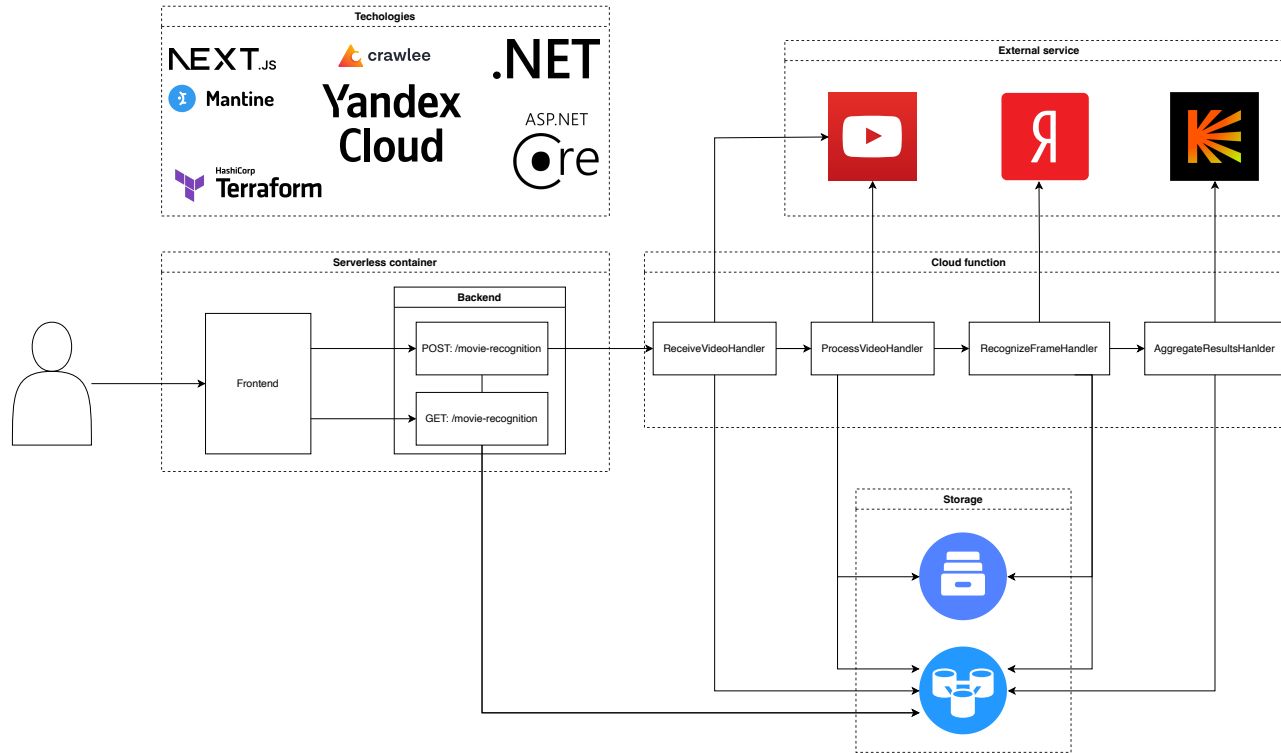 Techologies
NEXT.JS
crawlee
.NET
Mantine
Yandex
Cloud
ASP.NET
Core
HashiCorp
Terraform
External service
Я
Serverless container
Backend
Frontend
POST: /movie-recognition
GET: /movie-recognition
Cloud function
ReceiveVideoHandler
ProcessVideoHandler
RecognizeFrameHandler
AggregateResultsHanlder
Storage